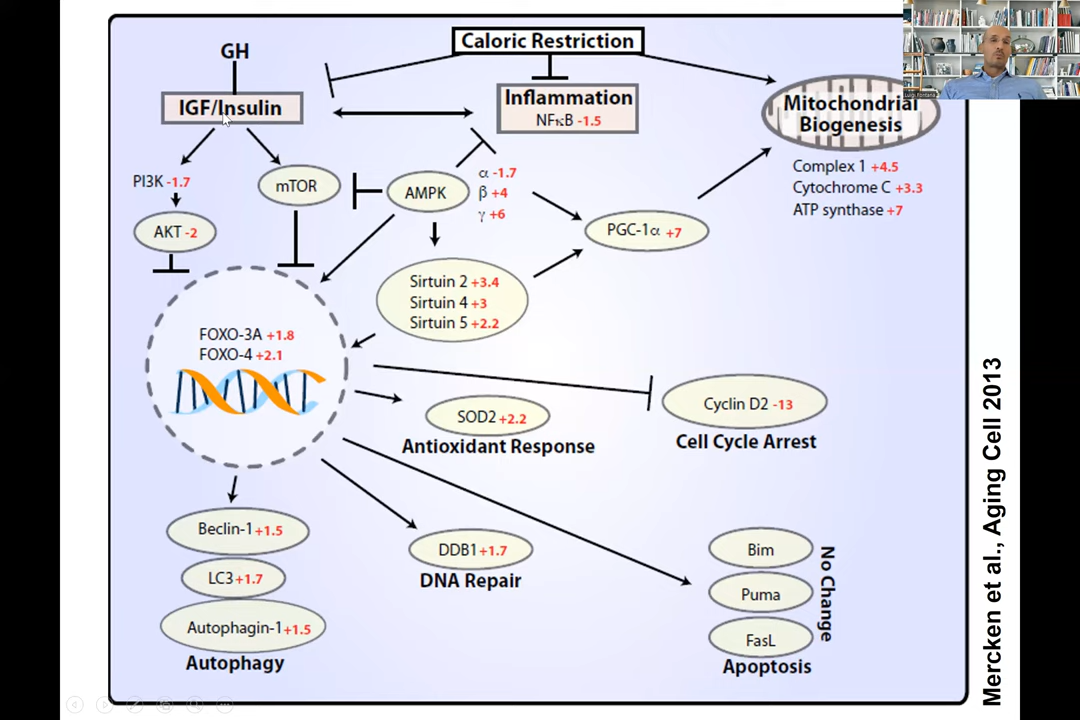 GH
Caloric Restriction
IGF/Insulin
Inflammation
NFκB -1.5
Mitochondrial
Biogenesis
Luigi Fontana
Complex 1 +4.5
Cytochrome C +3.3
ATP synthase +7
PI3K -1.7
mTOR
AMPK
α -1.7
β +4
γ +6
AKT -2
PGC-1α +7
Sirtuin 2 +3.4
Sirtuin 4 +3
Sirtuin 5 +2.2
FOXO-3A +1.8
FOXO-4 +2.1
SOD2 +2.2
Antioxidant Response
Cyclin D2 -13
Cell Cycle Arrest
Beclin-1 +1.5
LC3 +1.7
Autophagin-1 +1.5
Autophagy
DDB1 +1.7
DNA Repair
Bim
Puma
FasL
No Change
Apoptosis
Mercken et al., Aging Cell 2013